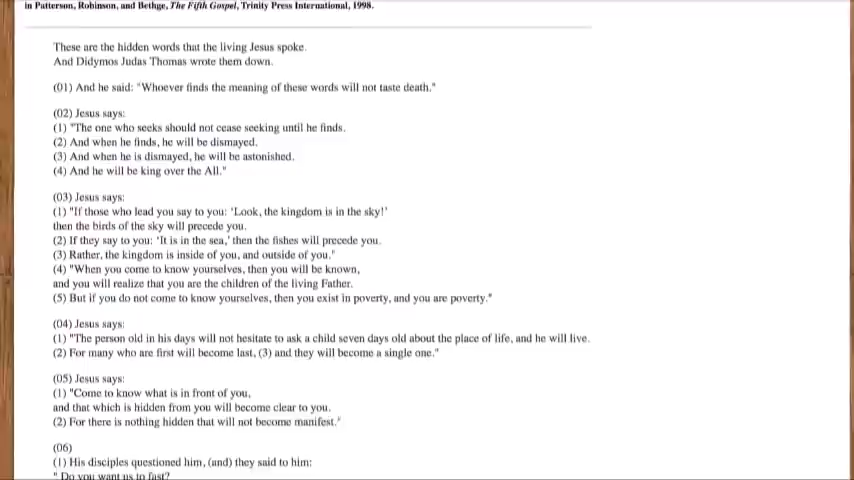 in Patterson, Robinson, and Bethge, The Fifth Gospel, Trinity Press International, 1998.
These are the hidden words that the living Jesus spoke.
And Didymos Judas Thomas wrote them down.
(01) And he said: "Whoever finds the meaning of these words will not taste death."
(02) Jesus says:
(1) "The one who seeks should not cease seeking until he finds.
(2) And when he finds, he will be dismayed.
(3) And when he is dismayed, he will be astonished.
(4) And he will be king over the All."
(03) Jesus says:
(1) "If those who lead you say to you: 'Look, the kingdom is in the sky!'
then the birds of the sky will precede you.
(2) If they say to you: 'It is in the sea,' then the fishes will precede you.
(3) Rather, the kingdom is inside of you, and outside of you."
(4) "When you come to know yourselves, then you will be known,
and you will realize that you are the children of the living Father.
(5) But if you do not come to know yourselves, then you exist in poverty, and you are poverty."
(04) Jesus says:
(1) "The person old in his days will not hesitate to ask a child seven days old about the place of life, and he will live.
(2) For many who are first will become last, (3) and they will become a single one."
(05) Jesus says:
(1) "Come to know what is in front of you,
and that which is hidden from you will become clear to you.
(2) For there is nothing hidden that will not become manifest."
(06)
(1) His disciples questioned him, (and) they said to him:
" Do you want us to fast?